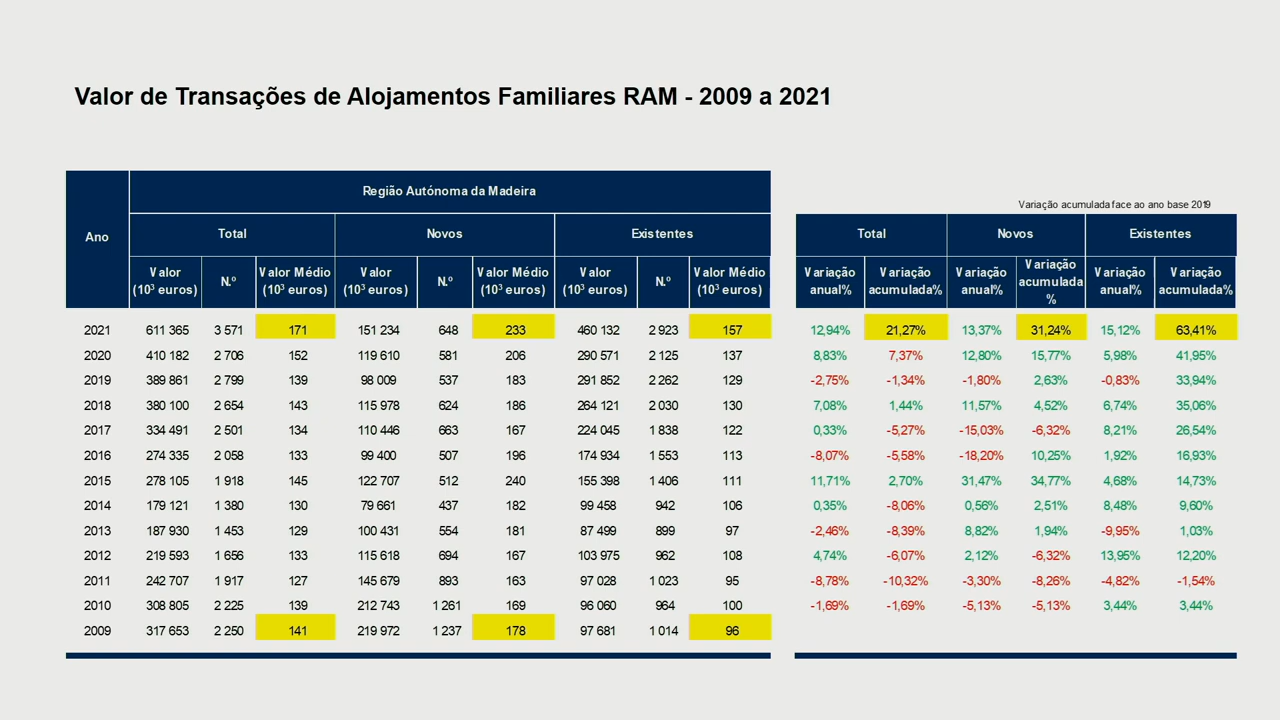 Valor de Transações de Alojamentos Familiares RAM - 2009 a 2021
Região Autónoma da Madeira
Ano
Total Novos Existentes
Valor (10³ euros) N.º Valor Médio (10³ euros) Valor (10³ euros) N.º Valor Médio (10³ euros) Valor (10³ euros) N.º Valor Médio (10³ euros)
2021 611 365 3 571 171 151 234 648 233 460 132 2 923 157
2020 410 182 2 706 152 119 610 581 206 290 571 2 125 137
2019 389 861 2 799 139 98 009 537 183 291 852 2 262 129
2018 380 100 2 654 143 115 978 624 186 264 121 2 030 130
2017 334 491 2 501 134 110 446 663 167 224 045 1 838 122
2016 274 335 2 058 133 99 400 507 196 174 934 1 553 113
2015 278 105 1 918 145 122 707 512 240 155 398 1 406 111
2014 179 121 1 380 130 79 661 437 182 99 458 942 106
2013 187 930 1 453 129 100 431 554 181 87 499 899 97
2012 219 593 1 656 133 115 618 694 167 103 975 962 108
2011 242 707 1 917 127 145 679 893 163 97 028 1 023 95
2010 308 805 2 225 139 212 743 1 261 169 96 060 964 100
2009 317 653 2 250 141 219 972 1 237 178 97 681 1 014 96
Variação acumulada face ao ano base 2019
Total Novos Existentes
Variação anual% Variação acumulada% Variação anual% Variação acumulada % Variação anual% Variação acumulada%
12,94% 21,27% 13,37% 31,24% 15,12% 63,41%
8,83% 7,37% 12,80% 15,77% 5,98% 41,95%
-2,75% -1,34% -1,80% 2,63% -0,83% 33,94%
7,08% 1,44% 11,57% 4,52% 6,74% 35,06%
0,33% -5,27% -15,03% -6,32% 8,21% 26,54%
-8,07% -5,58% -18,20% 10,25% 1,92% 16,93%
11,71% 2,70% 31,47% 34,77% 4,68% 14,73%
0,35% -8,06% 0,56% 2,51% 8,48% 9,60%
-2,46% -8,39% 8,82% 1,94% -9,95% 1,03%
4,74% -6,07% 2,12% -6,32% 13,95% 12,20%
-8,78% -10,32% -3,30% -8,26% -4,82% -1,54%
-1,69% -1,69% -5,13% -5,13% 3,44% 3,44%